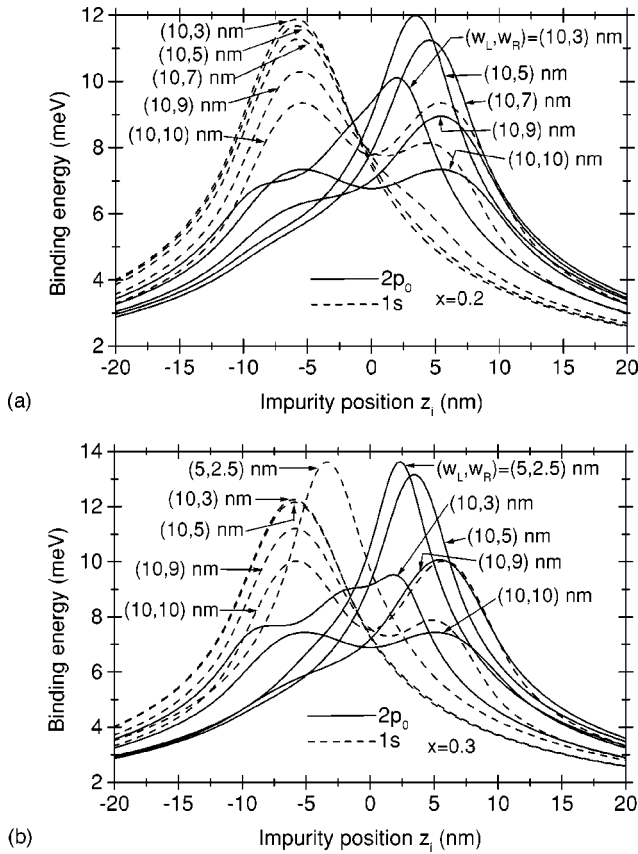 12
10
8
6
4
2
Binding energy (meV)
(10,3) nm
(10,5) nm
(10,7) nm
(10,9) nm
(10,10) nm
(w_L,w_R)=(10,3) nm
(10,5) nm
(10,7) nm
(10,9) nm
(10,10) nm
2p_0
1s
x=0.2
-20 -15 -10 -5 0 5 10 15 20
(a)
Impurity position z_i (nm)
14
12
10
8
6
4
2
Binding energy (meV)
(5,2.5) nm
(10,3) nm
(10,5) nm
(10,9) nm
(10,10) nm
(w_L,w_R)=(5,2.5) nm
(10,3) nm
(10,5) nm
(10,9) nm
(10,10) nm
2p_0
1s
x=0.3
-20 -15 -10 -5 0 5 10 15 20
(b)
Impurity position z_i (nm)